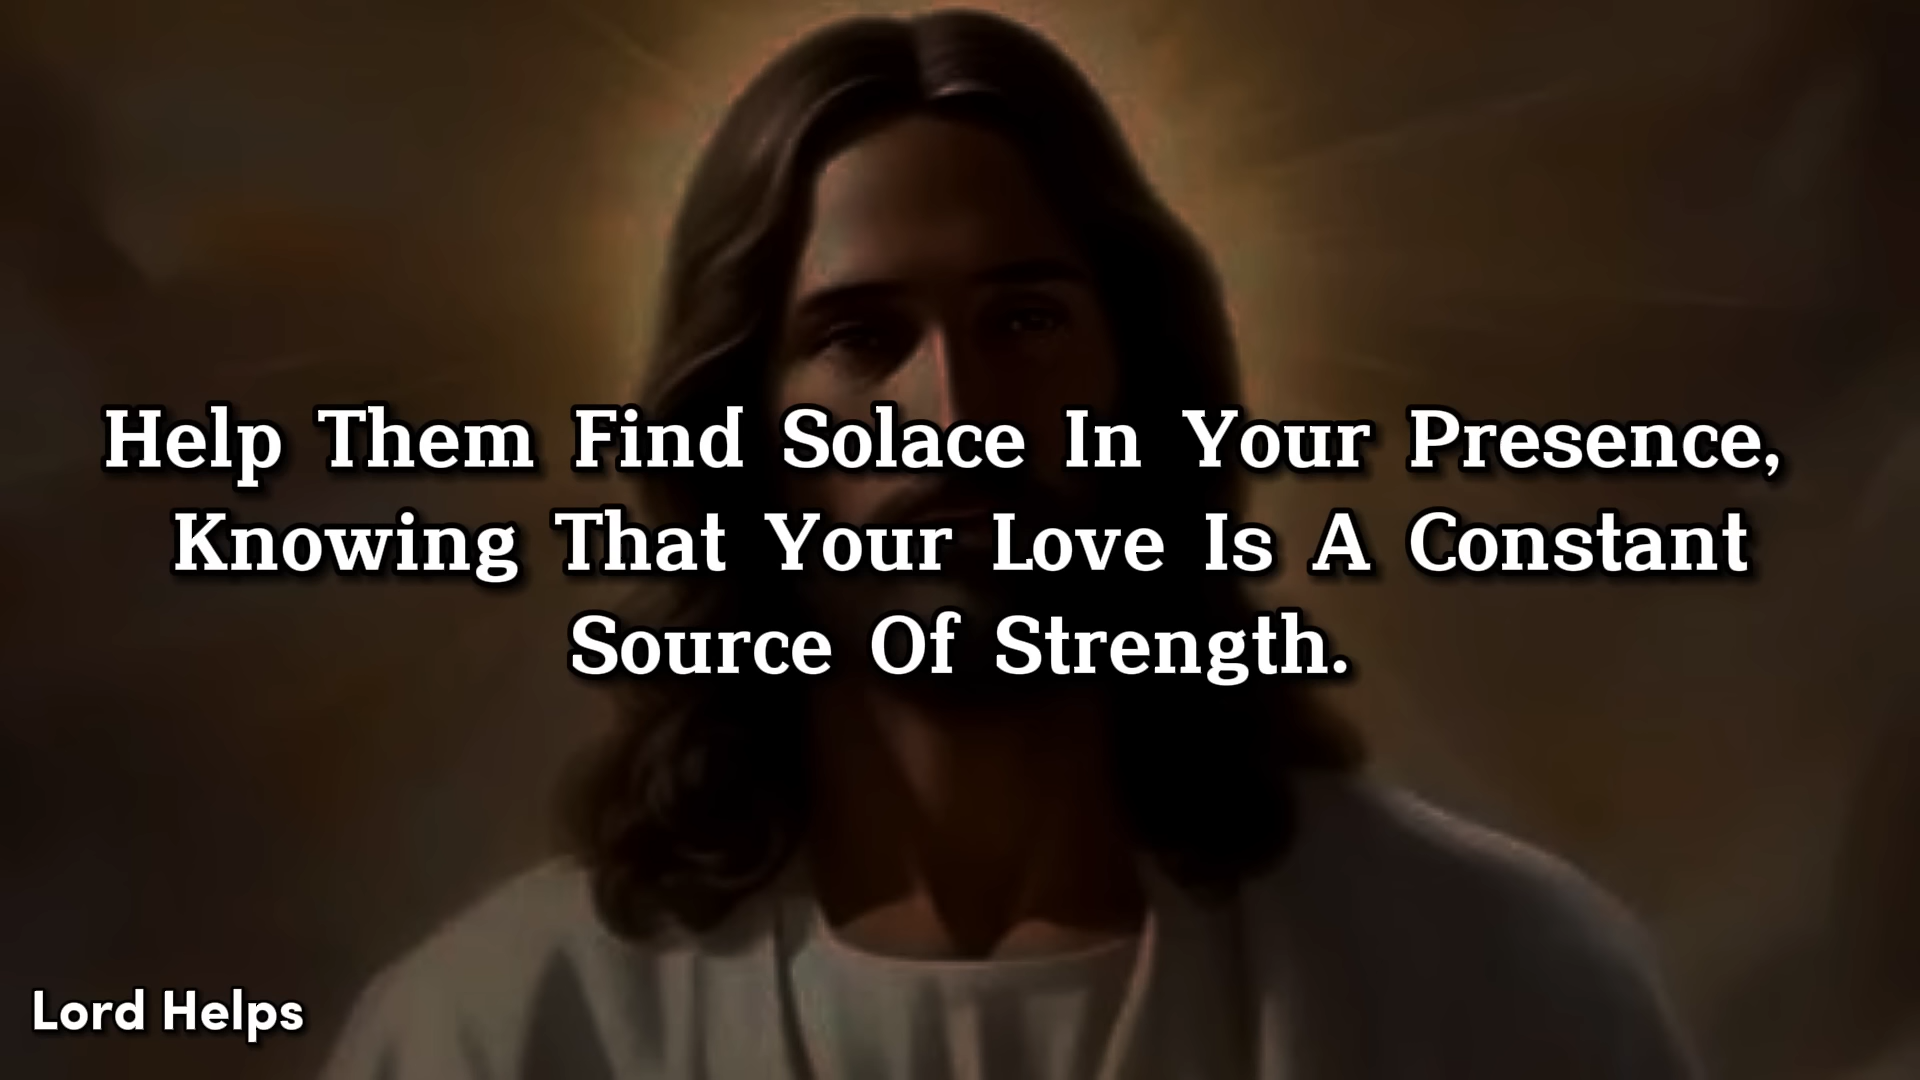 Help Them Find Solace In Your Presence,
Knowing That Your Love Is A Constant
Source Of Strength.
Lord Helps